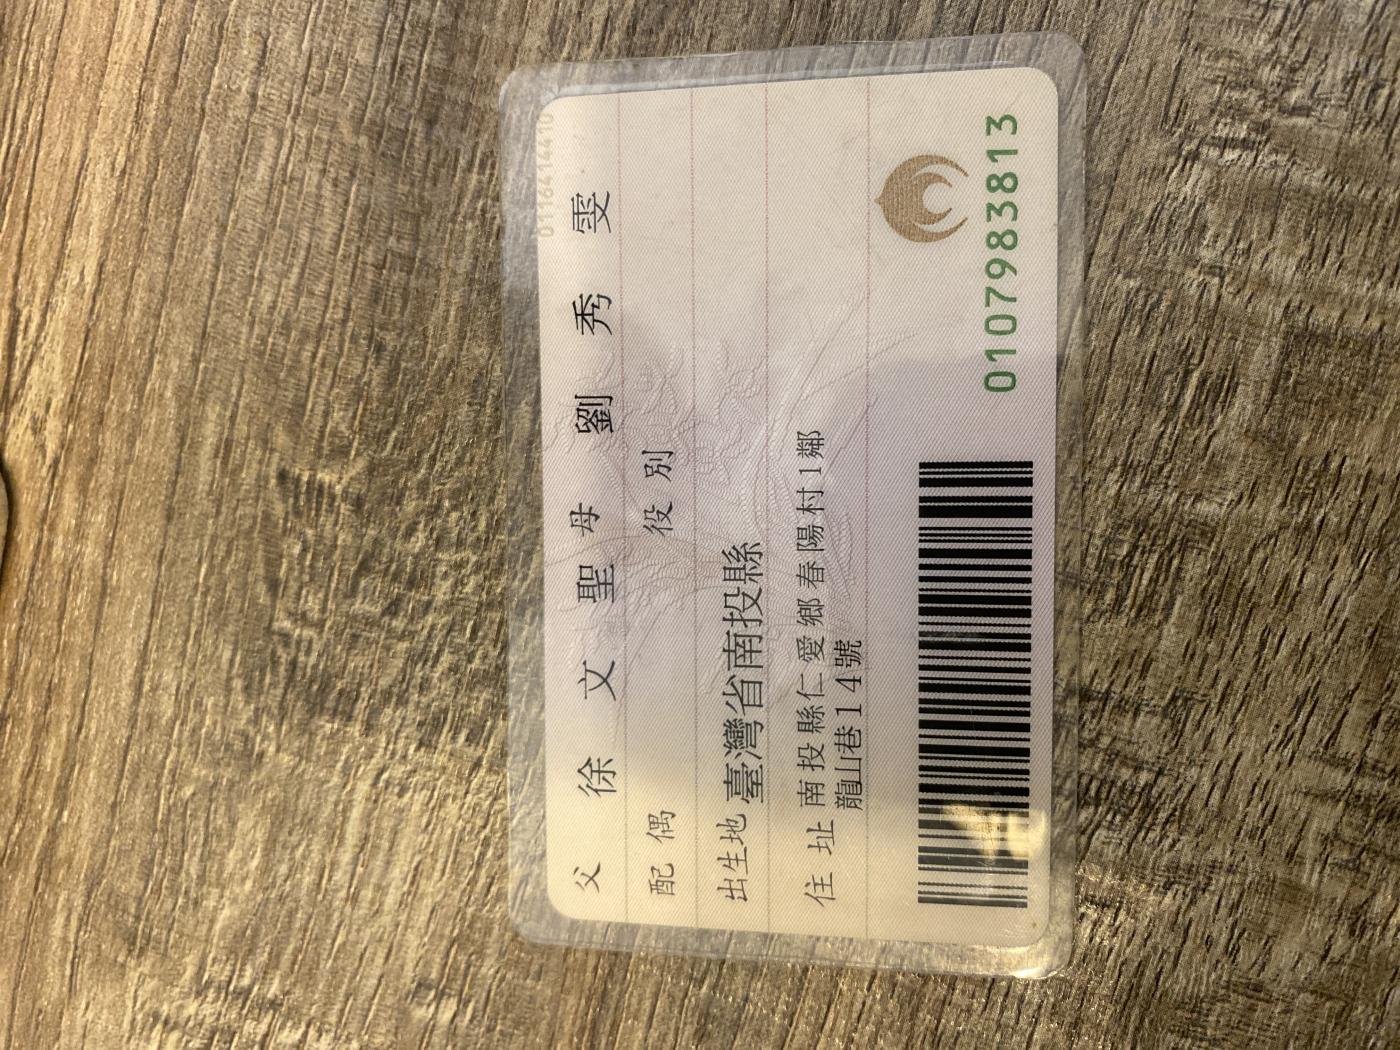 0116414410
父 徐 文 聖 母 劉 秀 雯
配 偶 役 別
出生地 臺灣省南投縣
住 址 南投縣仁愛鄉春陽村1鄰
龍山巷14號
0107983813